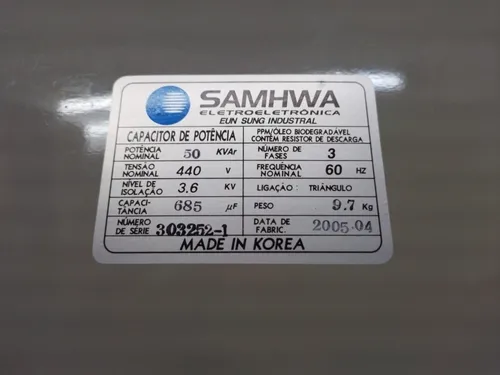 SAMHWA
ELETROELETRÔNICA
EUN SUNG INDUSTRIAL
CAPACITOR DE POTÊNCIA
PPM/ÓLEO BIODEGRADÁVEL
CONTÉM RESISTOR DE DESCARGA
POTÊNCIA NOMINAL 50 KVAr
NÚMERO DE FASES 3
TENSÃO NOMINAL 440 V
FREQUÊNCIA NOMINAL 60 HZ
NÍVEL DE ISOLAÇÃO 3.6 KV
LIGAÇÃO: TRIÂNGULO
CAPACI-TÂNCIA 685 µF
PESO 9.7 Kg
NÚMERO DE SÉRIE 303252-1
DATA DE FABRIC. 2005.04
MADE IN KOREA